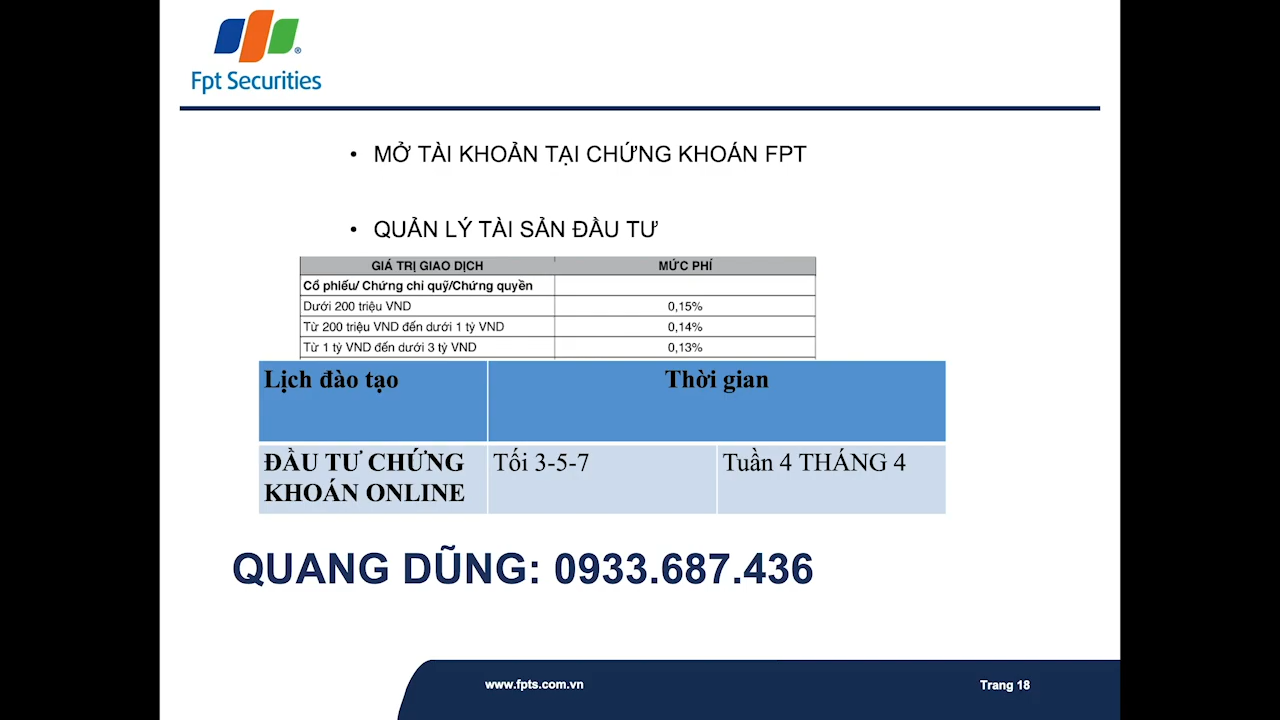 Fpt Securities
• MỞ TÀI KHOẢN TẠI CHỨNG KHOÁN FPT
• QUẢN LÝ TÀI SẢN ĐẦU TƯ
GIÁ TRỊ GIAO DỊCH MỨC PHÍ
Cổ phiếu/ Chứng chỉ quỹ/Chứng quyền
Dưới 200 triệu VND 0,15%
Từ 200 triệu VND đến dưới 1 tỷ VND 0,14%
Từ 1 tỷ VND đến dưới 3 tỷ VND 0,13%
Lịch đào tạo Thời gian
ĐẦU TƯ CHỨNG KHOÁN ONLINE Tối 3-5-7 Tuần 4 THÁNG 4
QUANG DŨNG: 0933.687.436
www.fpts.com.vn Trang 18